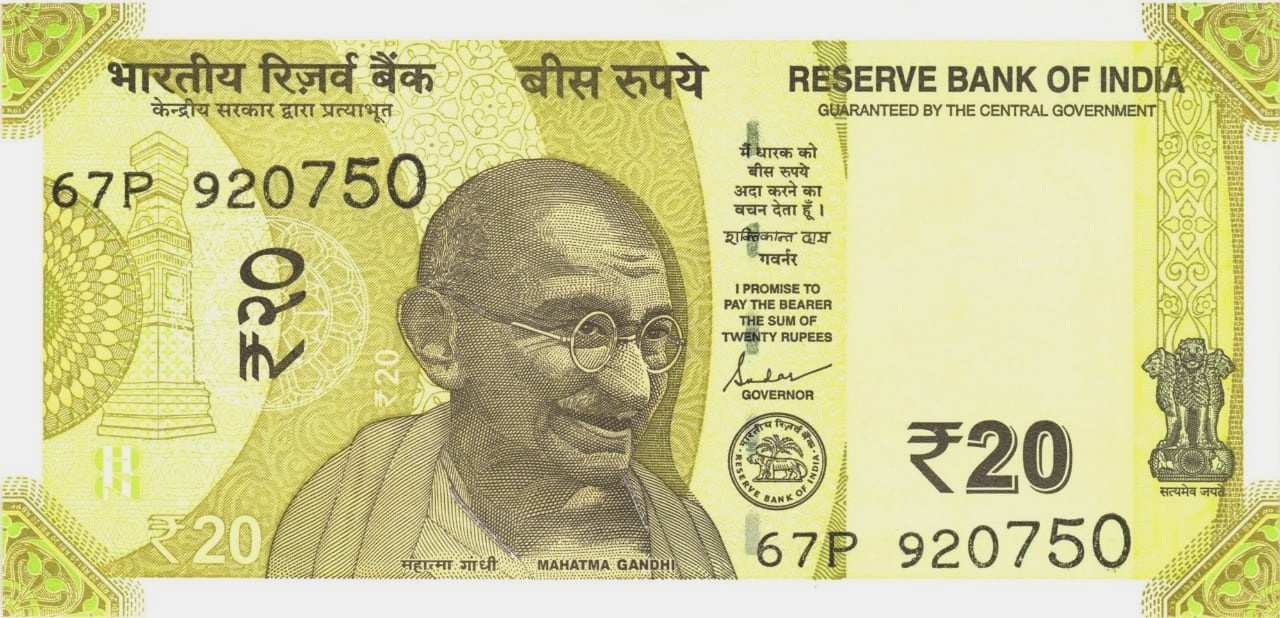 भारतीय रिज़र्व बैंक
केन्द्रीय सरकार द्वारा प्रत्याभूत
बीस रुपये
RESERVE BANK OF INDIA
GUARANTEED BY THE CENTRAL GOVERNMENT
67P 920750
₹२०
₹20
₹20
मैं धारक को
बीस रुपये
अदा करने का
वचन देता हूँ।
शक्तिकान्त दास
गवर्नर
I PROMISE TO
PAY THE BEARER
THE SUM OF
TWENTY RUPEES
GOVERNOR
भारतीय रिज़र्व बैंक
RESERVE BANK OF INDIA
₹20
सत्यमेव जयते
67P 920750
महात्मा गांधी
MAHATMA GANDHI